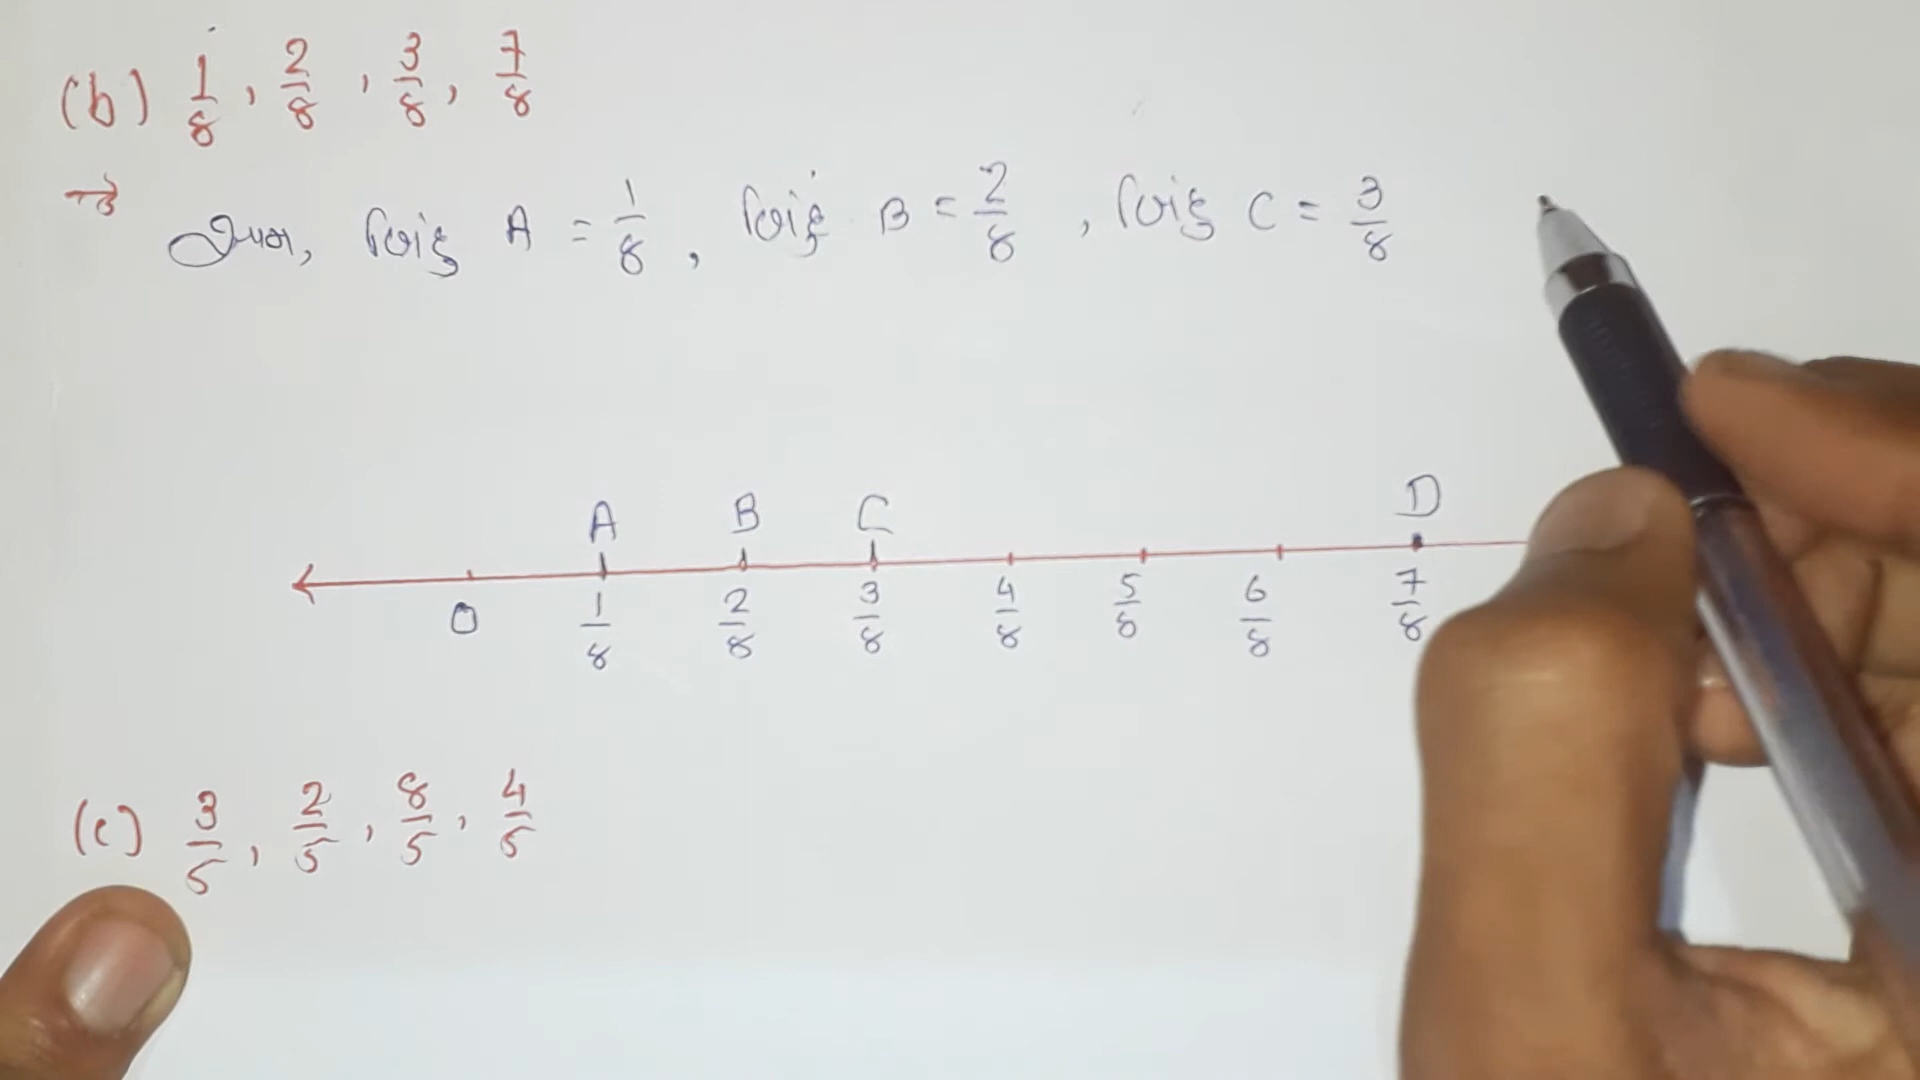 (b) 1/8, 2/8, 3/8, 7/8
→ A = 1/8, B = 2/8, C = 3/8
A B C D
0 1/8 2/8 3/8 4/8 5/8 6/8 7/8
(c) 3/5, 2/5, 8/5, 4/5